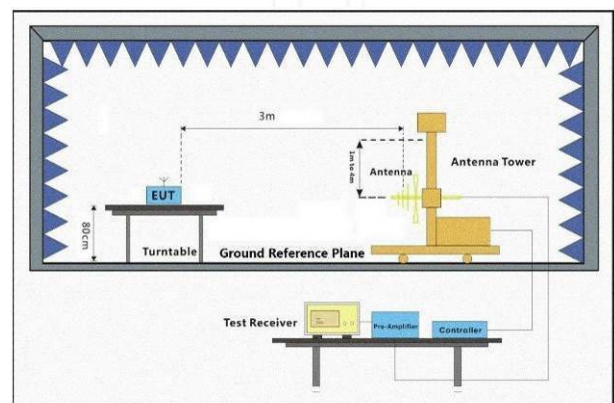 3m
1m to 4m
Antenna
Antenna Tower
EUT
80cm
Turntable
Ground Reference Plane
Test Receiver
Pre-Amplifier
Controller